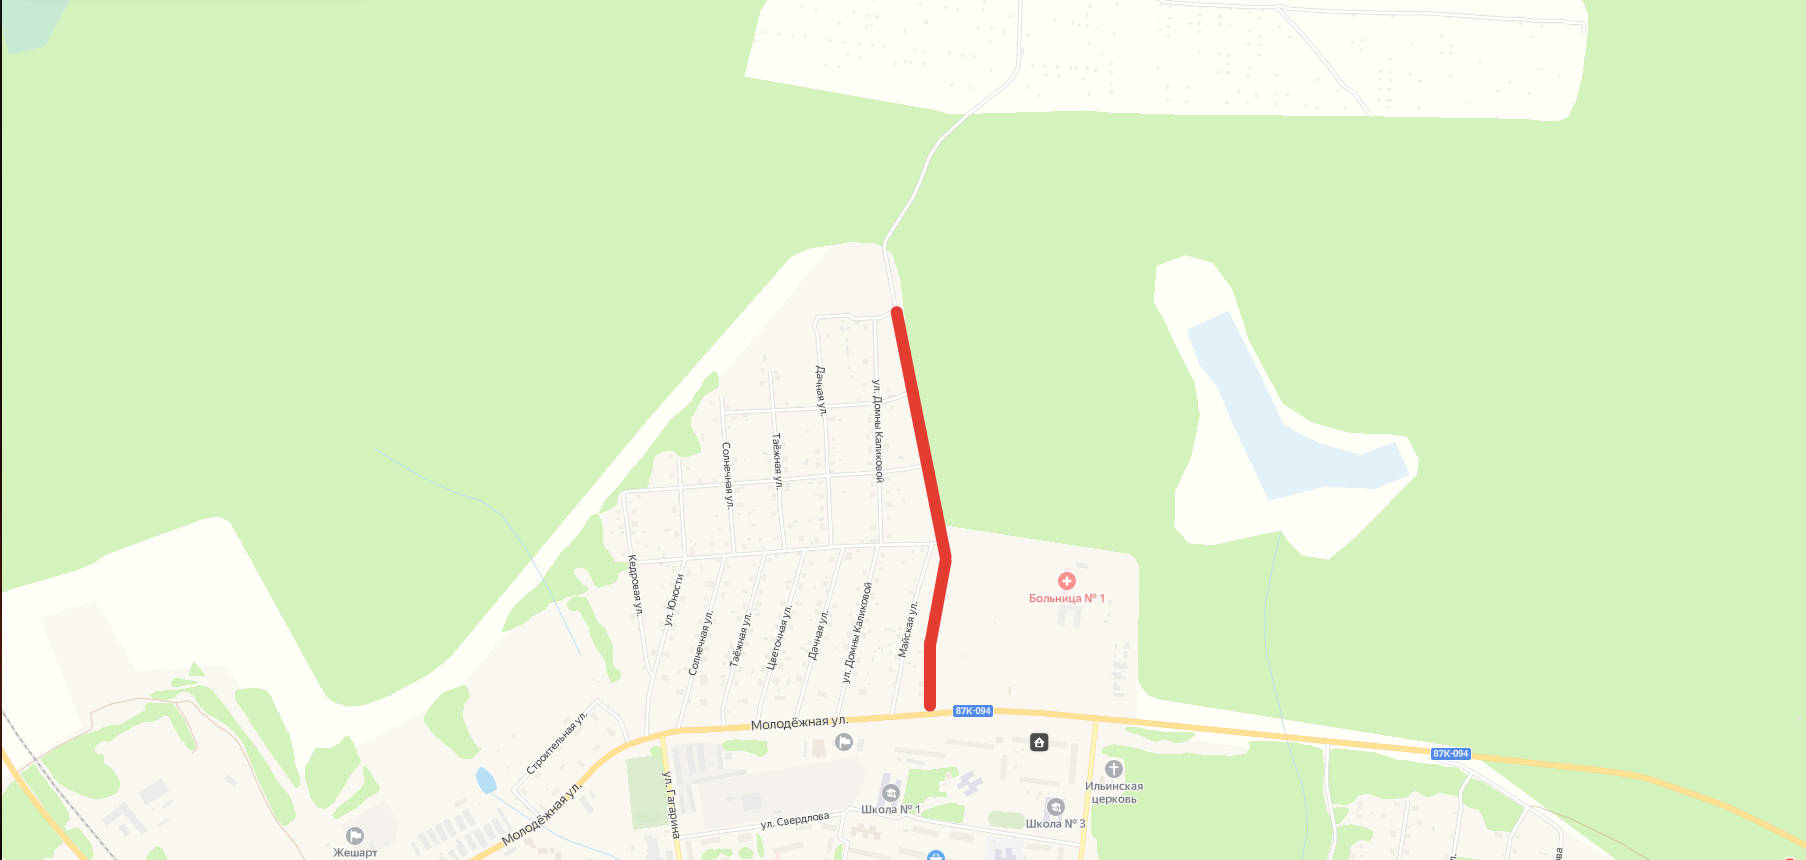 Дачная ул.
ул. Домны Каликовой
Таёжная ул.
Солнечная ул.
Кедровая ул.
ул. Юности
Солнечная ул.
Таёжная ул.
Цветочная ул.
Дачная ул.
ул. Домны Каликовой
Майская ул.
Больница № 1
87К-094
Молодёжная ул.
Строительная ул.
87К-094
ул. Гагарина
Ильинская
церковь
Молодёжная ул.
Школа № 1
ул. Свердлова
Школа № 3
Жешарт